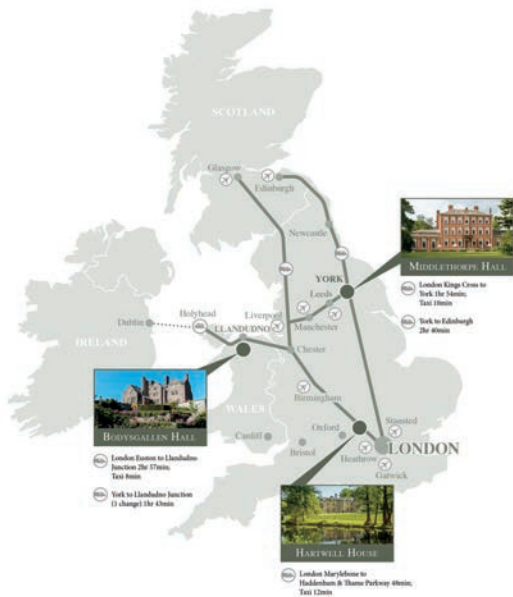 SCOTLAND
Glasgow
Edinburgh
Newcastle
MIDDLETHORPE HALL
London Kings Cross to
York 1hr 54min;
Taxi 10min
York to Edinburgh
2hr 40min
YORK
Leeds
Manchester
Liverpool
Holyhead
LLANDUDNO
Dublin
IRELAND
Chester
Birmingham
WALES
BODYSGALLEN HALL
London Euston to Llandudno
Junction 2hr 57min;
Taxi 8min
York to Llandudno Junction
(1 change) 1hr 43min
Cardiff
Bristol
Oxford
Stansted
LONDON
Heathrow
Gatwick
HARTWELL HOUSE
London Marylebone to
Haddenham & Thame Parkway 48min;
Taxi 12min